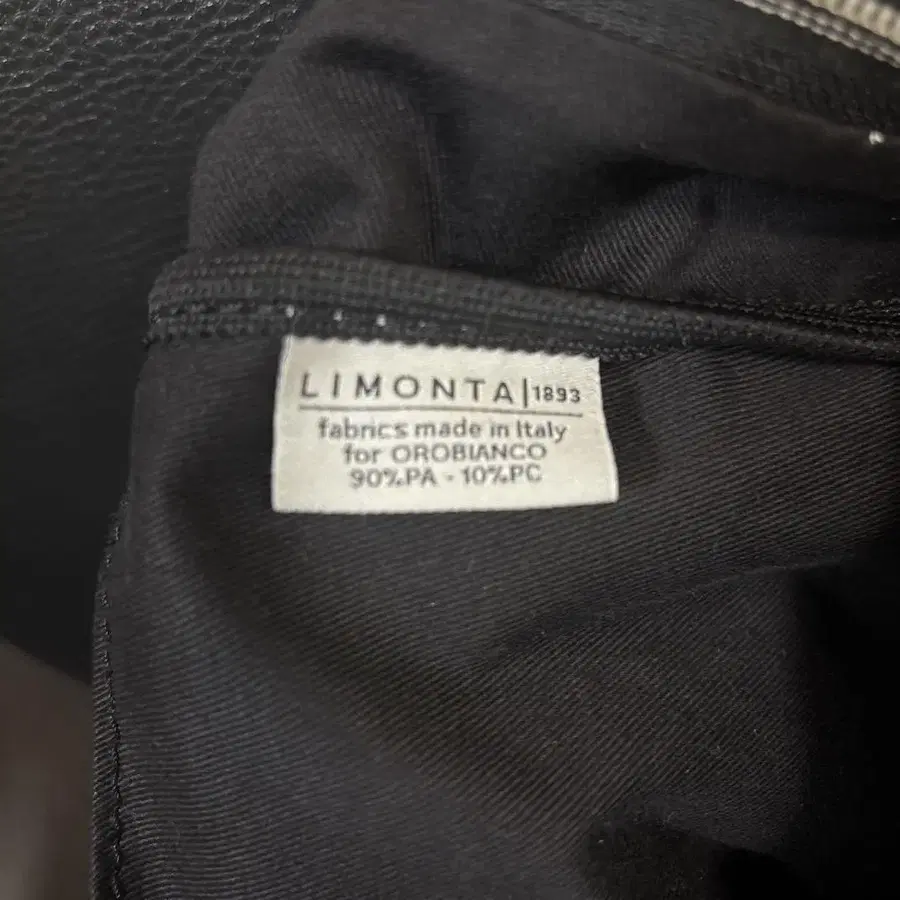 LIMONTA|1893
fabrics made in Italy
for OROBIANCO
90%PA - 10%PC